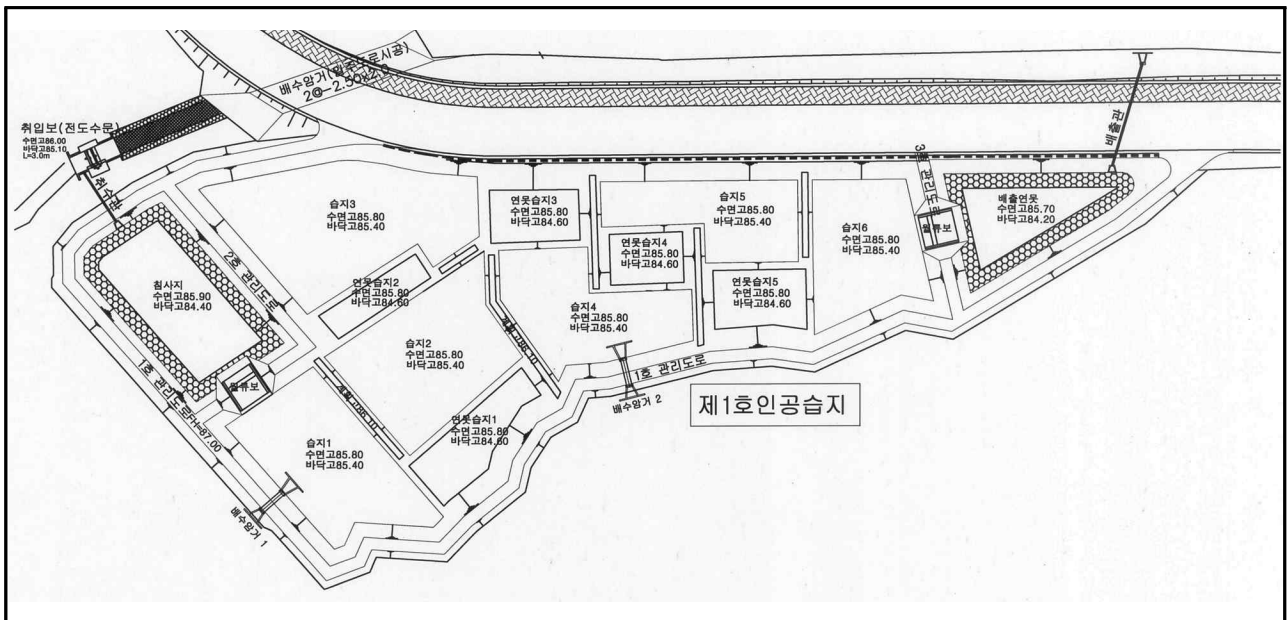 배수암거(
2@-2.50x2.0
취입보(전도수문)
수면고86.00
바닥고85.10
L=3.0m
취수관
배출관
3호 관리도로
습지3
수면고85.80
바닥고85.40
연못습지3
수면고85.80
바닥고84.60
습지5
수면고85.80
바닥고85.40
습지6
수면고85.80
바닥고85.40
월류보
배출연못
수면고85.70
바닥고84.20
연못습지4
수면고85.80
바닥고84.60
침사지
수면고85.90
바닥고84.40
2호 관리도로
연못습지2
수면고85.80
바닥고84.60
연못습지5
수면고85.80
바닥고84.60
습지4
수면고85.80
바닥고85.40
습지2
수면고85.80
바닥고85.40
1호 관리도로
배수암거 2
제1호인공습지
1호 관리도로FH=87.00
월류보
연못습지1
수면고85.80
바닥고84.60
습지1
수면고85.80
바닥고85.40
배수암거 1